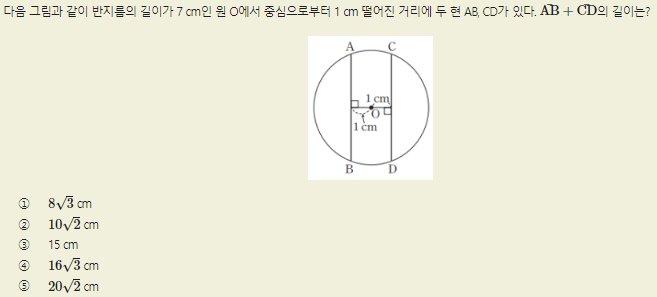 다음 그림과 같이 반지름의 길이가 7 cm인 원 O에서 중심으로부터 1 cm 떨어진 거리에 두 현 AB, CD가 있다. AB + CD의 길이는?
A C
1 cm
O
1 cm
B D
① 8√3 cm
② 10√2 cm
③ 15 cm
④ 16√3 cm
⑤ 20√2 cm